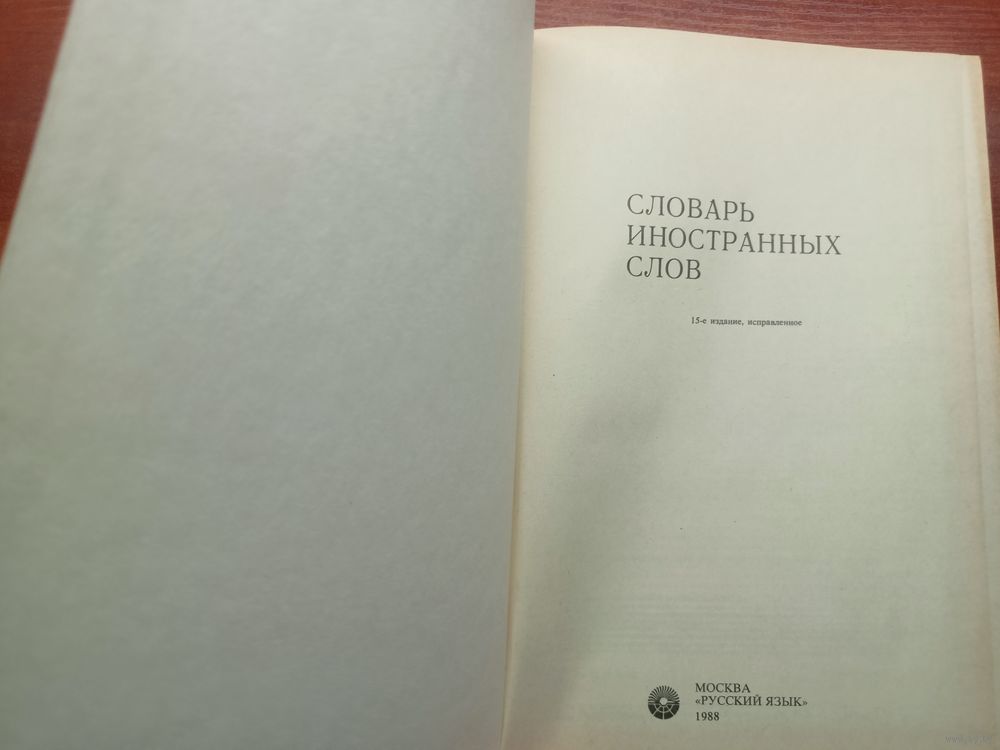 СЛОВАРЬ
ИНОСТРАННЫХ
СЛОВ
15-е издание, исправленное
МОСКВА
«РУССКИЙ ЯЗЫК»
1988